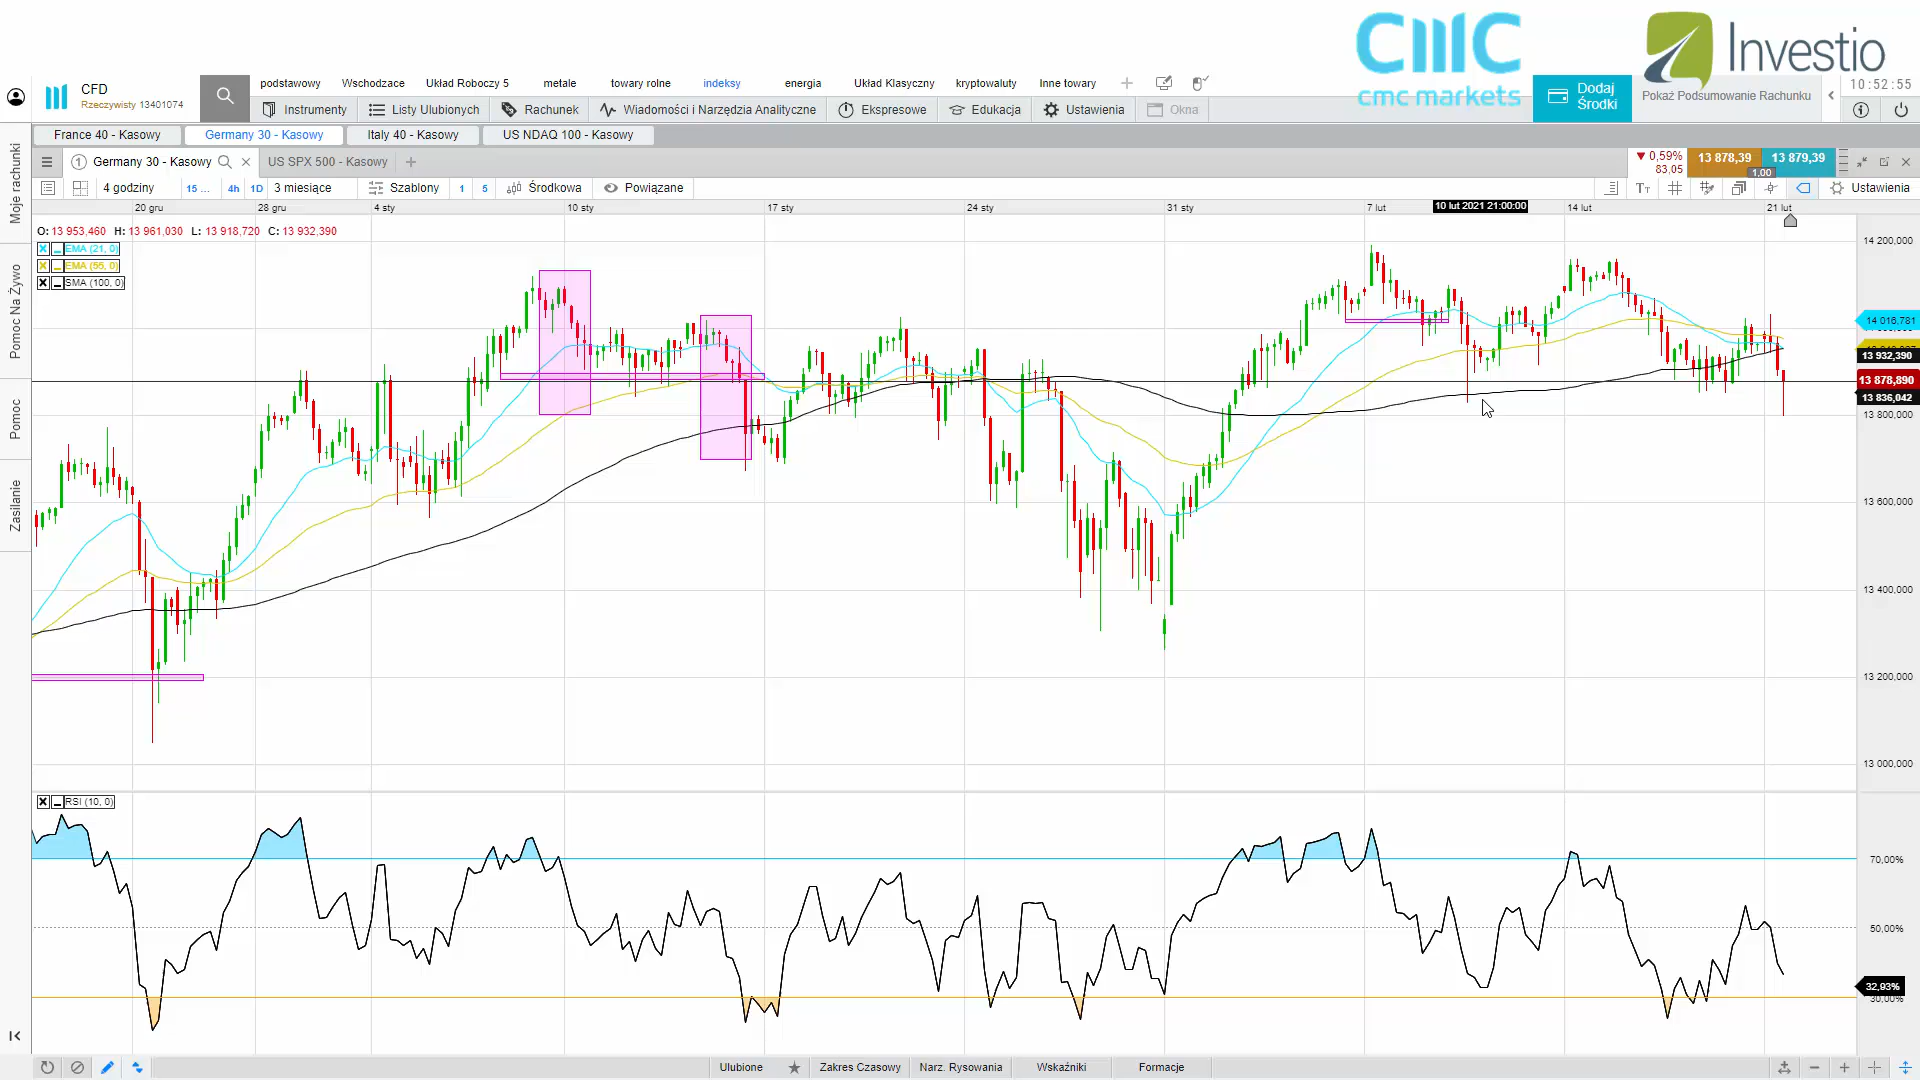 CMC
cmc markets
Investio
CFD
Rzeczywisty 13401074
podstawowy
Wschodzace
Układ Roboczy 5
metale
towary rolne
indeksy
energia
Układ Klasyczny
kryptowaluty
Inne towary
Instrumenty
Listy Ulubionych
Rachunek
Wiadomości i Narzędzia Analityczne
Ekspresowe
Edukacja
Ustawienia
Okna
Dodaj Środki
Pokaż Podsumowanie Rachunku
10:52:55
France 40 - Kasowy
Germany 30 - Kasowy
Italy 40 - Kasowy
US NDAQ 100 - Kasowy
1 Germany 30 - Kasowy
US SPX 500 - Kasowy
0,59%
83,05
13 878,39
13 879,39
1,00
4 godziny
15 ...
4h
1D
3 miesiące
Szablony
1
5
Środkowa
Powiązane
Ustawienia
20 gru
28 gru
4 sty
10 sty
17 sty
24 sty
31 sty
7 lut
10 lut 2021 21:00:00
14 lut
21 lut
O: 13 953,460 H: 13 961,030 L: 13 918,720 C: 13 932,390
EMA (21, 0)
EMA (55, 0)
SMA (100, 0)
14 200,000
14 016,781
13 932,390
13 878,890
13 836,042
13 800,000
13 600,000
13 400,000
13 200,000
13 000,000
RSI (10, 0)
70,00%
50,00%
32,93%
30,00%
Moje rachunki
Pomoc Na Żywo
Pomoc
Zasilanie
Ulubione
Zakres Czasowy
Narz. Rysowania
Wskaźniki
Formacje